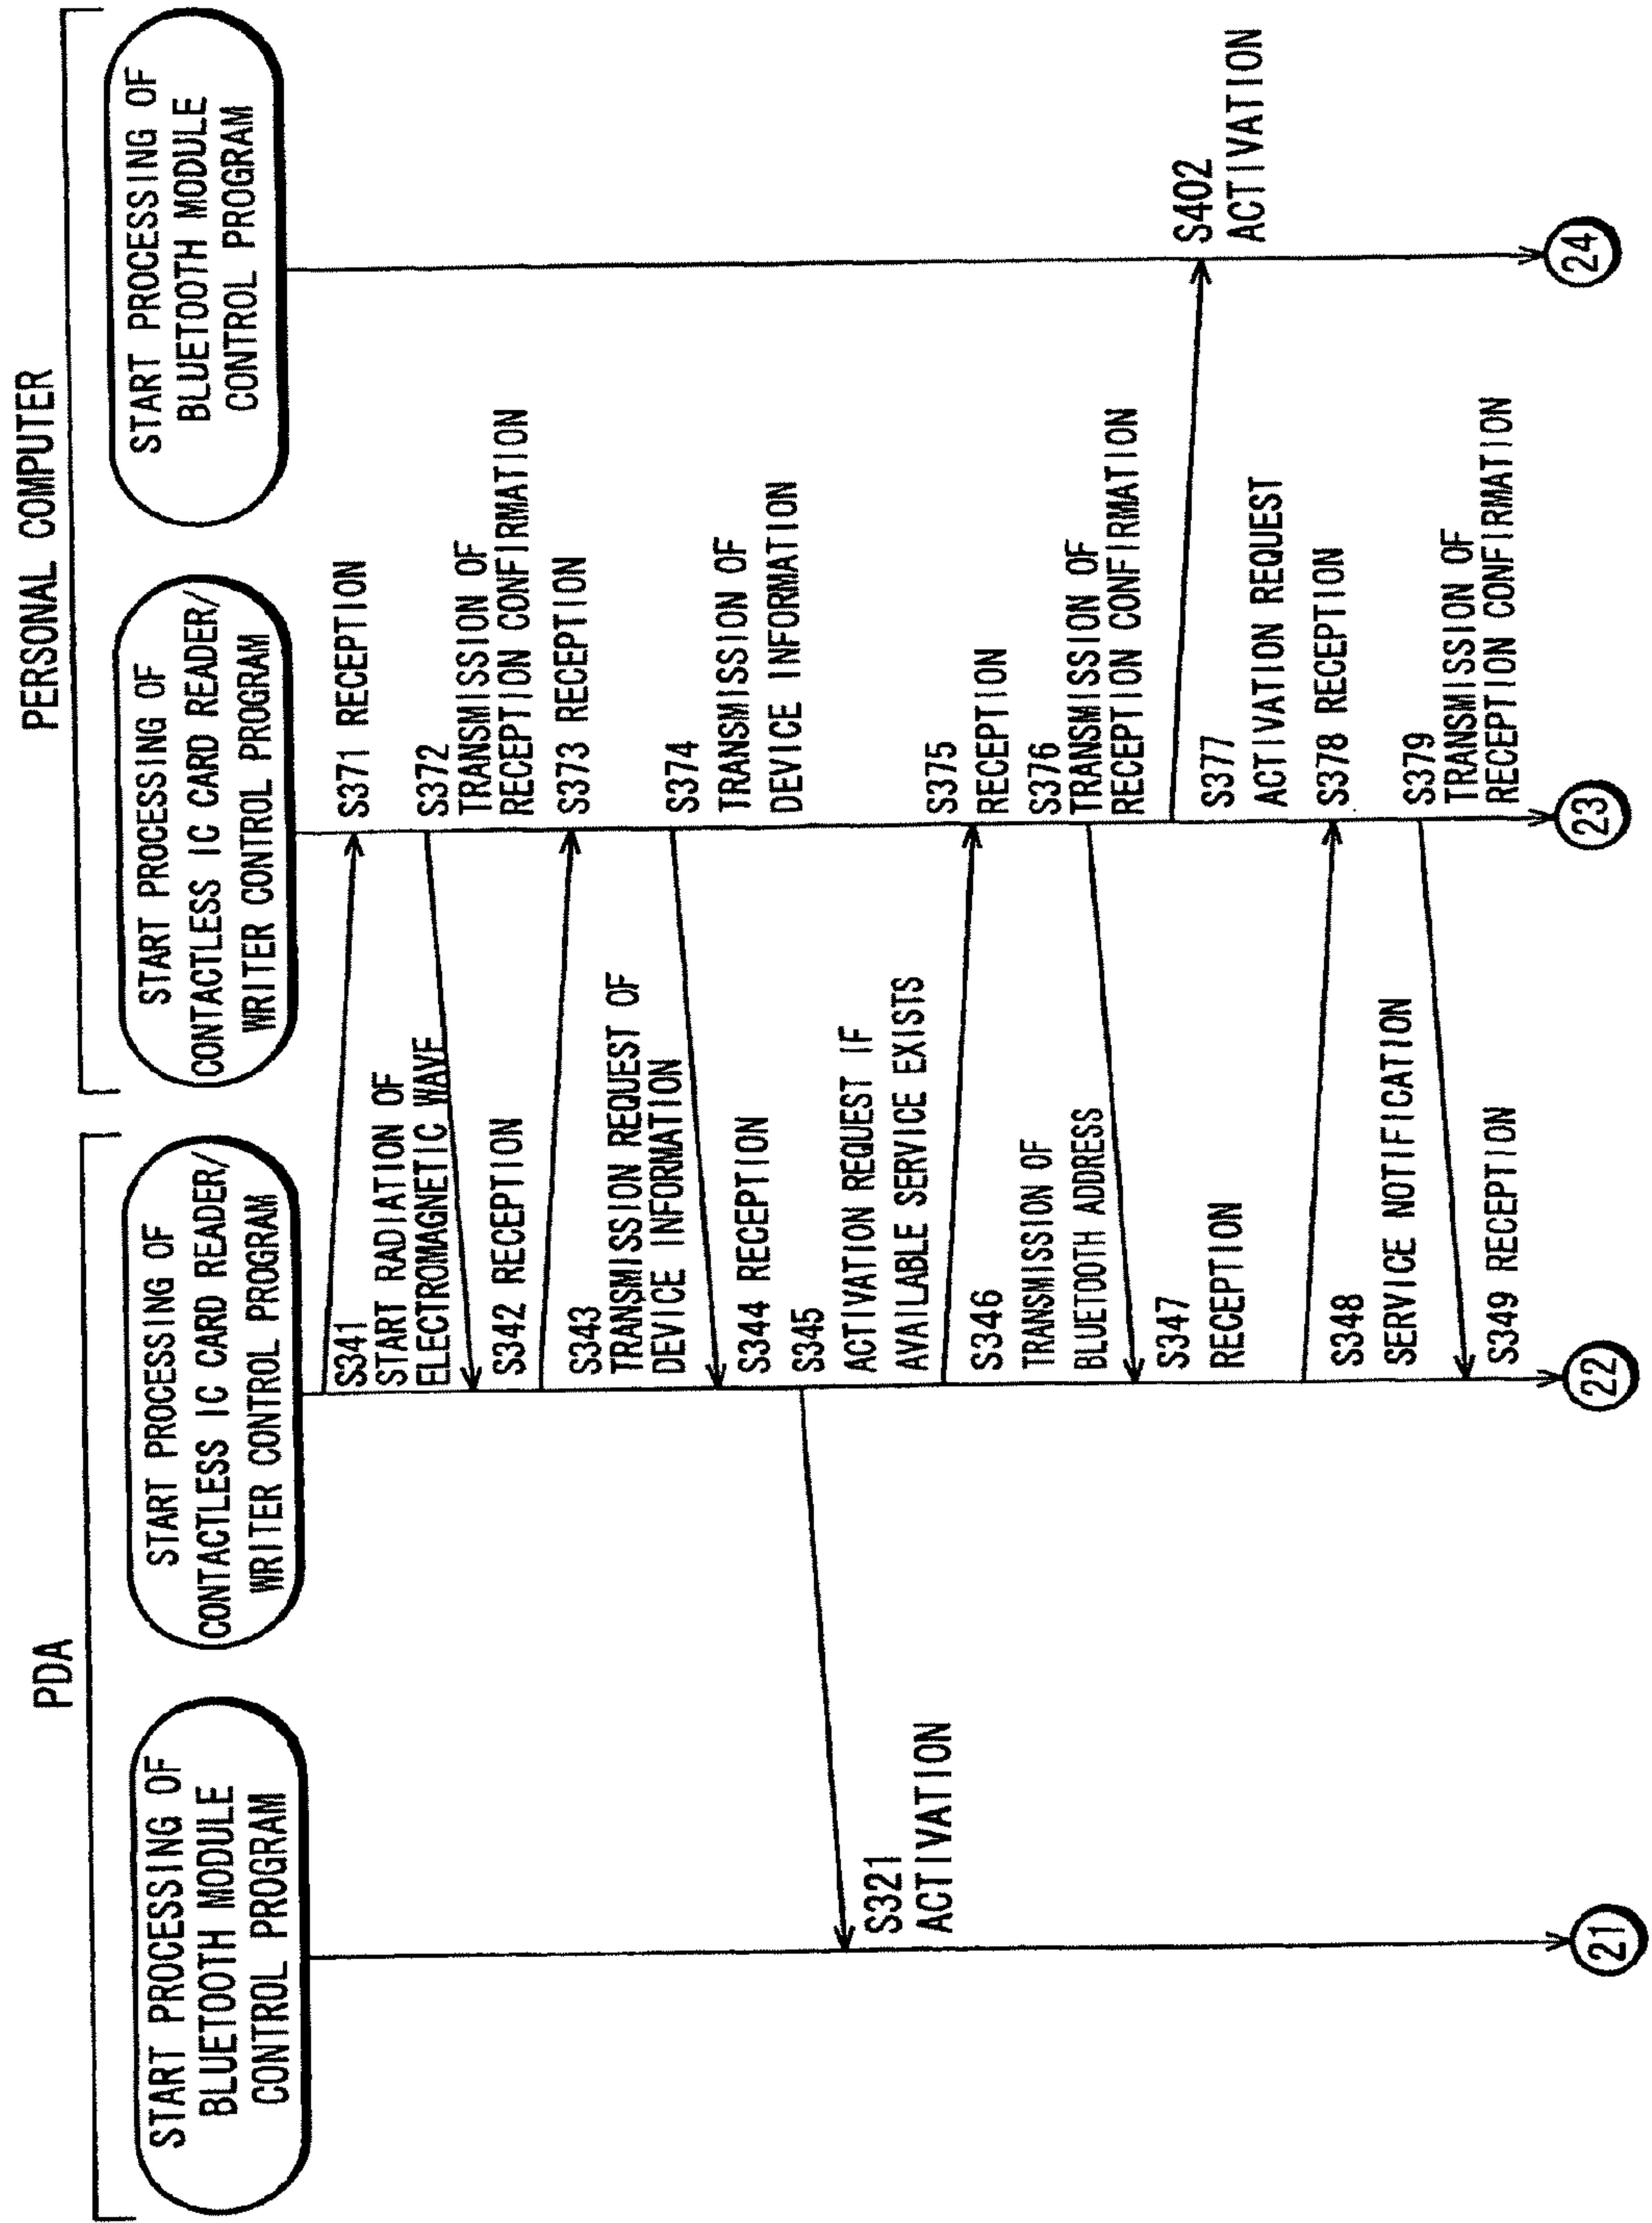 PDA
PERSONAL COMPUTER
START PROCESSING OF
BLUETOOTH MODULE
CONTROL PROGRAM
START PROCESSING OF
CONTACTLESS IC CARD READER/
WRITER CONTROL PROGRAM
START PROCESSING OF
CONTACTLESS IC CARD READER/
WRITER CONTROL PROGRAM
START PROCESSING OF
BLUETOOTH MODULE
CONTROL PROGRAM
S321
ACTIVATION
21
S341
START RADIATION OF
ELECTROMAGNETIC WAVE
S342 RECEPTION
S343
TRANSMISSION REQUEST OF
DEVICE INFORMATION
S344 RECEPTION
S345
ACTIVATION REQUEST IF
AVAILABLE SERVICE EXISTS
S346
TRANSMISSION OF
BLUETOOTH ADDRESS
S347
RECEPTION
S348
SERVICE NOTIFICATION
S349 RECEPTION
22
S371 RECEPTION
S372
TRANSMISSION OF
RECEPTION CONFIRMATION
S373 RECEPTION
S374
TRANSMISSION OF
DEVICE INFORMATION
S375
RECEPTION
S376
TRANSMISSION OF
RECEPTION CONFIRMATION
S377
ACTIVATION REQUEST
S378 RECEPTION
S379
TRANSMISSION OF
RECEPTION CONFIRMATION
23
S402
ACTIVATION
24